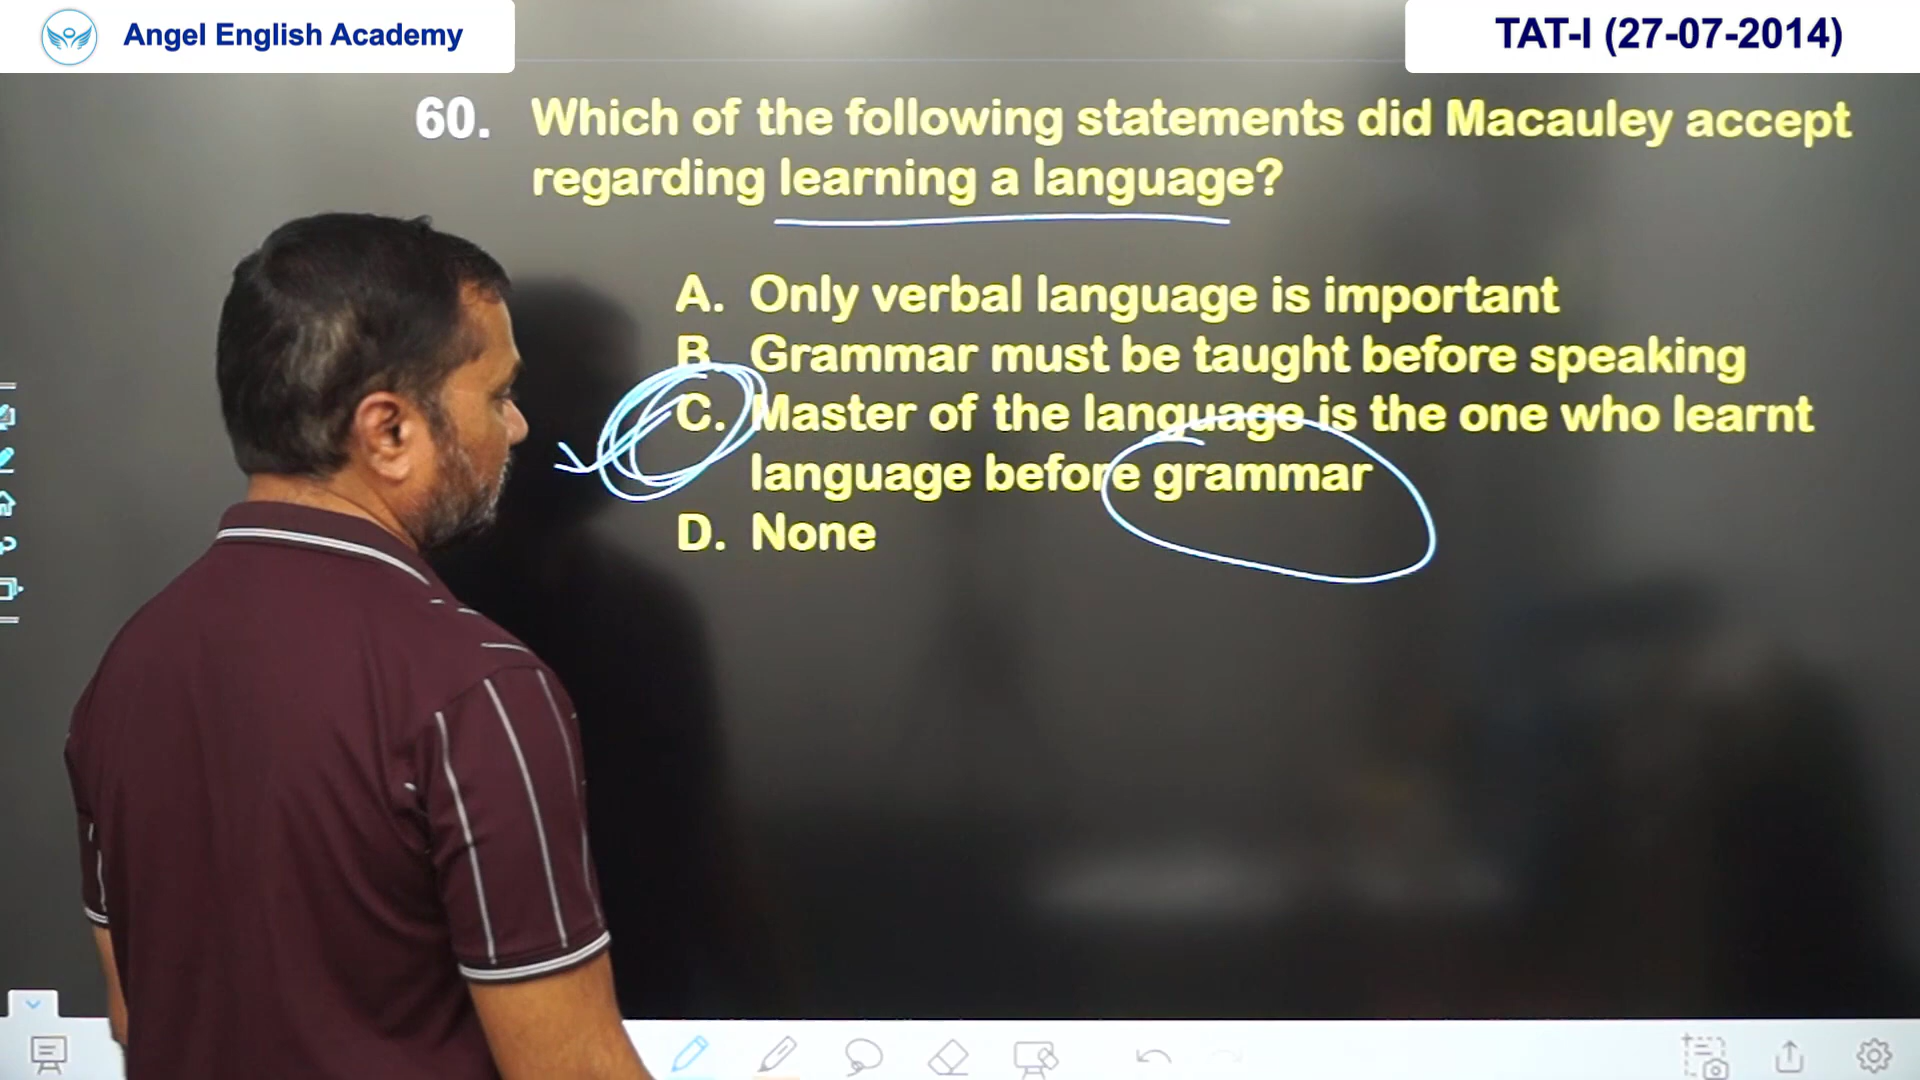 Angel English Academy
TAT-I (27-07-2014)
60. Which of the following statements did Macauley accept
regarding learning a language?
A. Only verbal language is important
B. Grammar must be taught before speaking
C. Master of the language is the one who learnt
language before grammar
D. None